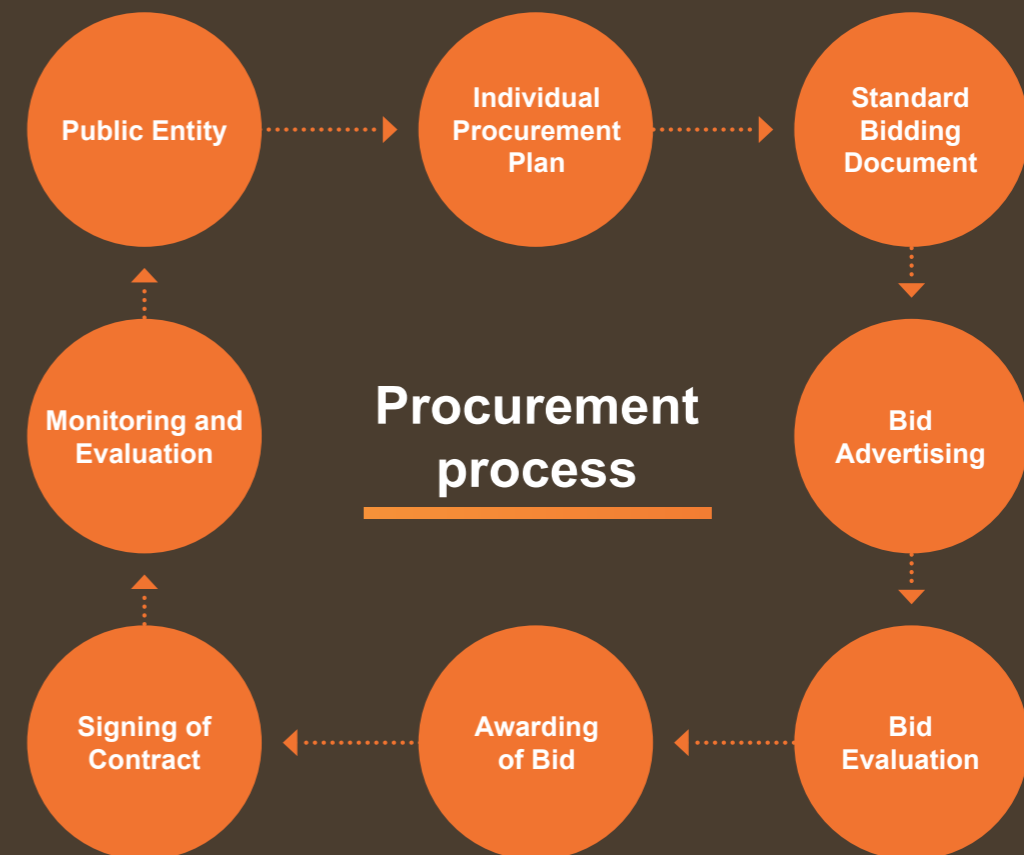 Public Entity
Individual
Procurement
Plan
Standard
Bidding
Document
Monitoring and
Evaluation
Procurement
process
Bid
Advertising
Signing of
Contract
Awarding
of Bid
Bid
Evaluation